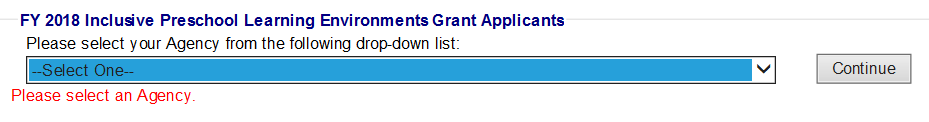 FY 2018 Inclusive Preschool Learning Environments Grant Applicants
Please select your Agency from the following drop-down list:
--Select One-- Continue
Please select an Agency.